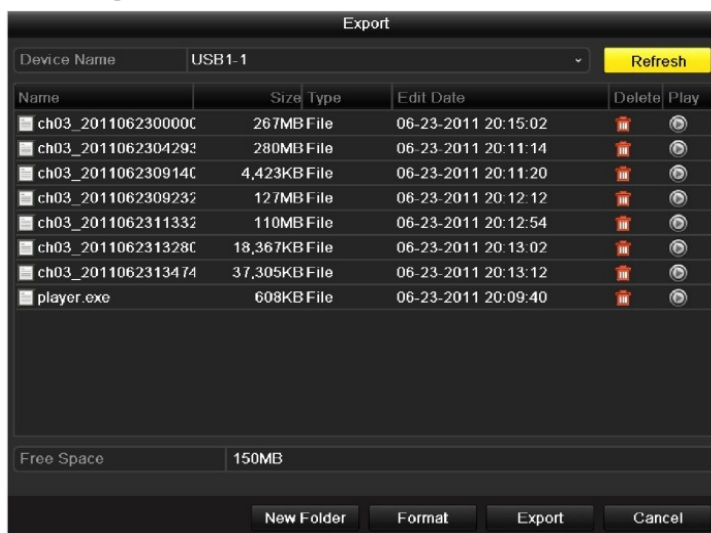 Export
Device Name USB1-1 Refresh
Name Size Type Edit Date Delete Play
ch03_2011062300000 267MB File 06-23-2011 20:15:02
ch03_2011062304293 280MB File 06-23-2011 20:11:14
ch03_2011062309140 4,423KB File 06-23-2011 20:11:20
ch03_2011062309232 127MB File 06-23-2011 20:12:12
ch03_2011062311332 110MB File 06-23-2011 20:12:54
ch03_2011062313280 18,367KB File 06-23-2011 20:13:02
ch03_2011062313474 37,305KB File 06-23-2011 20:13:12
player.exe 608KB File 06-23-2011 20:09:40
Free Space 150MB
New Folder Format Export Cancel